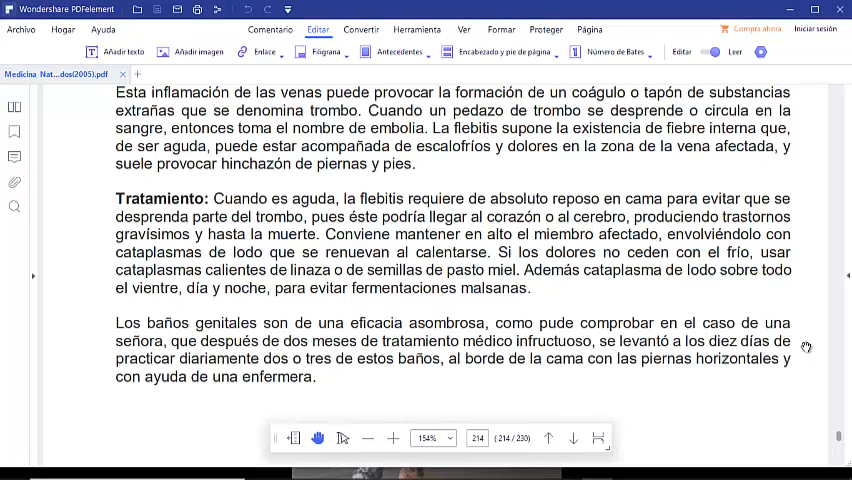 Wondershare PDFelement
Archivo Hogar Ayuda Comentario Editar Convertir Herramienta Ver Formar Proteger Página Compra ahora Iniciar sesión
Añadir texto Añadir imagen Enlace Filigrana Antecedentes Encabezado y pie de página Número de Bates Editar Leer
Medicina Nat...dos(2005).pdf
Esta inflamación de las venas puede provocar la formación de un coágulo o tapón de substancias
extrañas que se denomina trombo. Cuando un pedazo de trombo se desprende o circula en la
sangre, entonces toma el nombre de embolia. La flebitis supone la existencia de fiebre interna que,
de ser aguda, puede estar acompañada de escalofríos y dolores en la zona de la vena afectada, y
suele provocar hinchazón de piernas y pies.
Tratamiento: Cuando es aguda, la flebitis requiere de absoluto reposo en cama para evitar que se
desprenda parte del trombo, pues éste podría llegar al corazón o al cerebro, produciendo trastornos
gravísimos y hasta la muerte. Conviene mantener en alto el miembro afectado, envolviéndolo con
cataplasmas de lodo que se renuevan al calentarse. Si los dolores no ceden con el frío, usar
cataplasmas calientes de linaza o de semillas de pasto miel. Además cataplasma de lodo sobre todo
el vientre, día y noche, para evitar fermentaciones malsanas.
Los baños genitales son de una eficacia asombrosa, como pude comprobar en el caso de una
señora, que después de dos meses de tratamiento médico infructuoso, se levantó a los diez días de
practicar diariamente dos o tres de estos baños, al borde de la cama con las piernas horizontales y
con ayuda de una enfermera.
154% 214 (214/230)